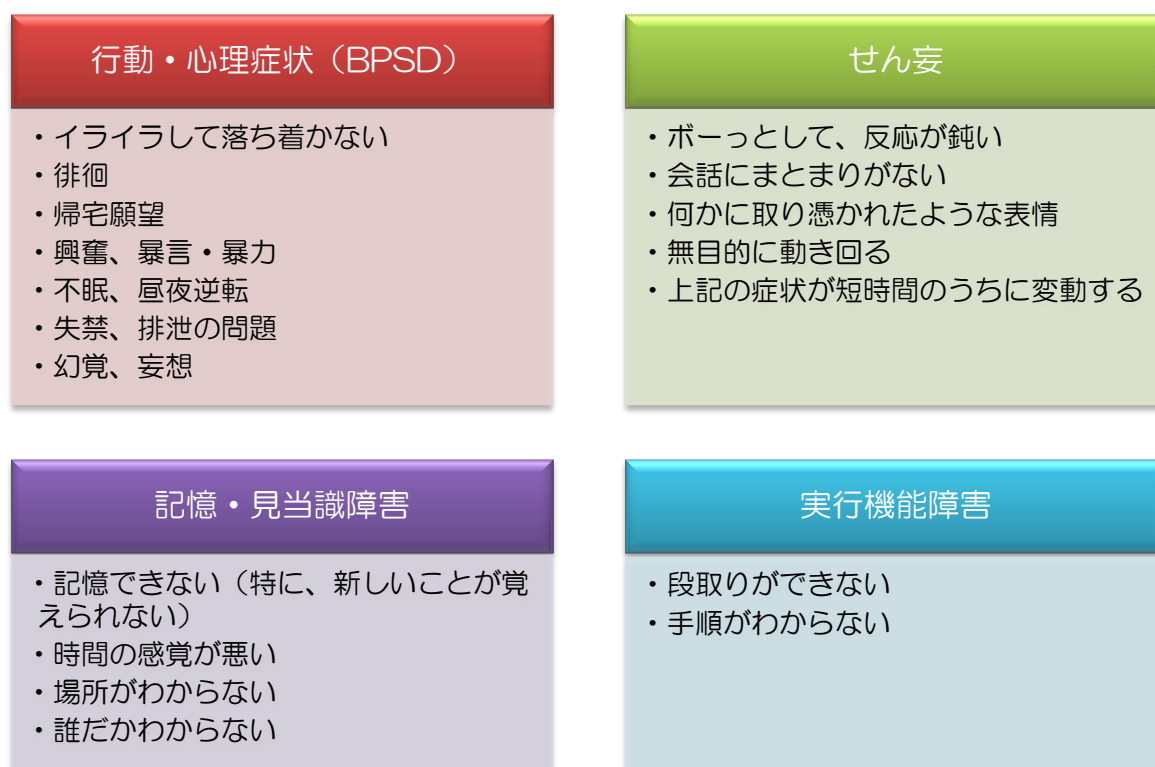 行動・心理症状（BPSD）
・イライラして落ち着かない
・徘徊
・帰宅願望
・興奮、暴言・暴力
・不眠、昼夜逆転
・失禁、排泄の問題
・幻覚、妄想
せん妄
・ボーっとして、反応が鈍い
・会話にまとまりがない
・何かに取り憑かれたような表情
・無目的に動き回る
・上記の症状が短時間のうちに変動する
記憶・見当識障害
・記憶できない（特に、新しいことが覚
えられない）
・時間の感覚が悪い
・場所がわからない
・誰だかわからない
実行機能障害
・段取りができない
・手順がわからない